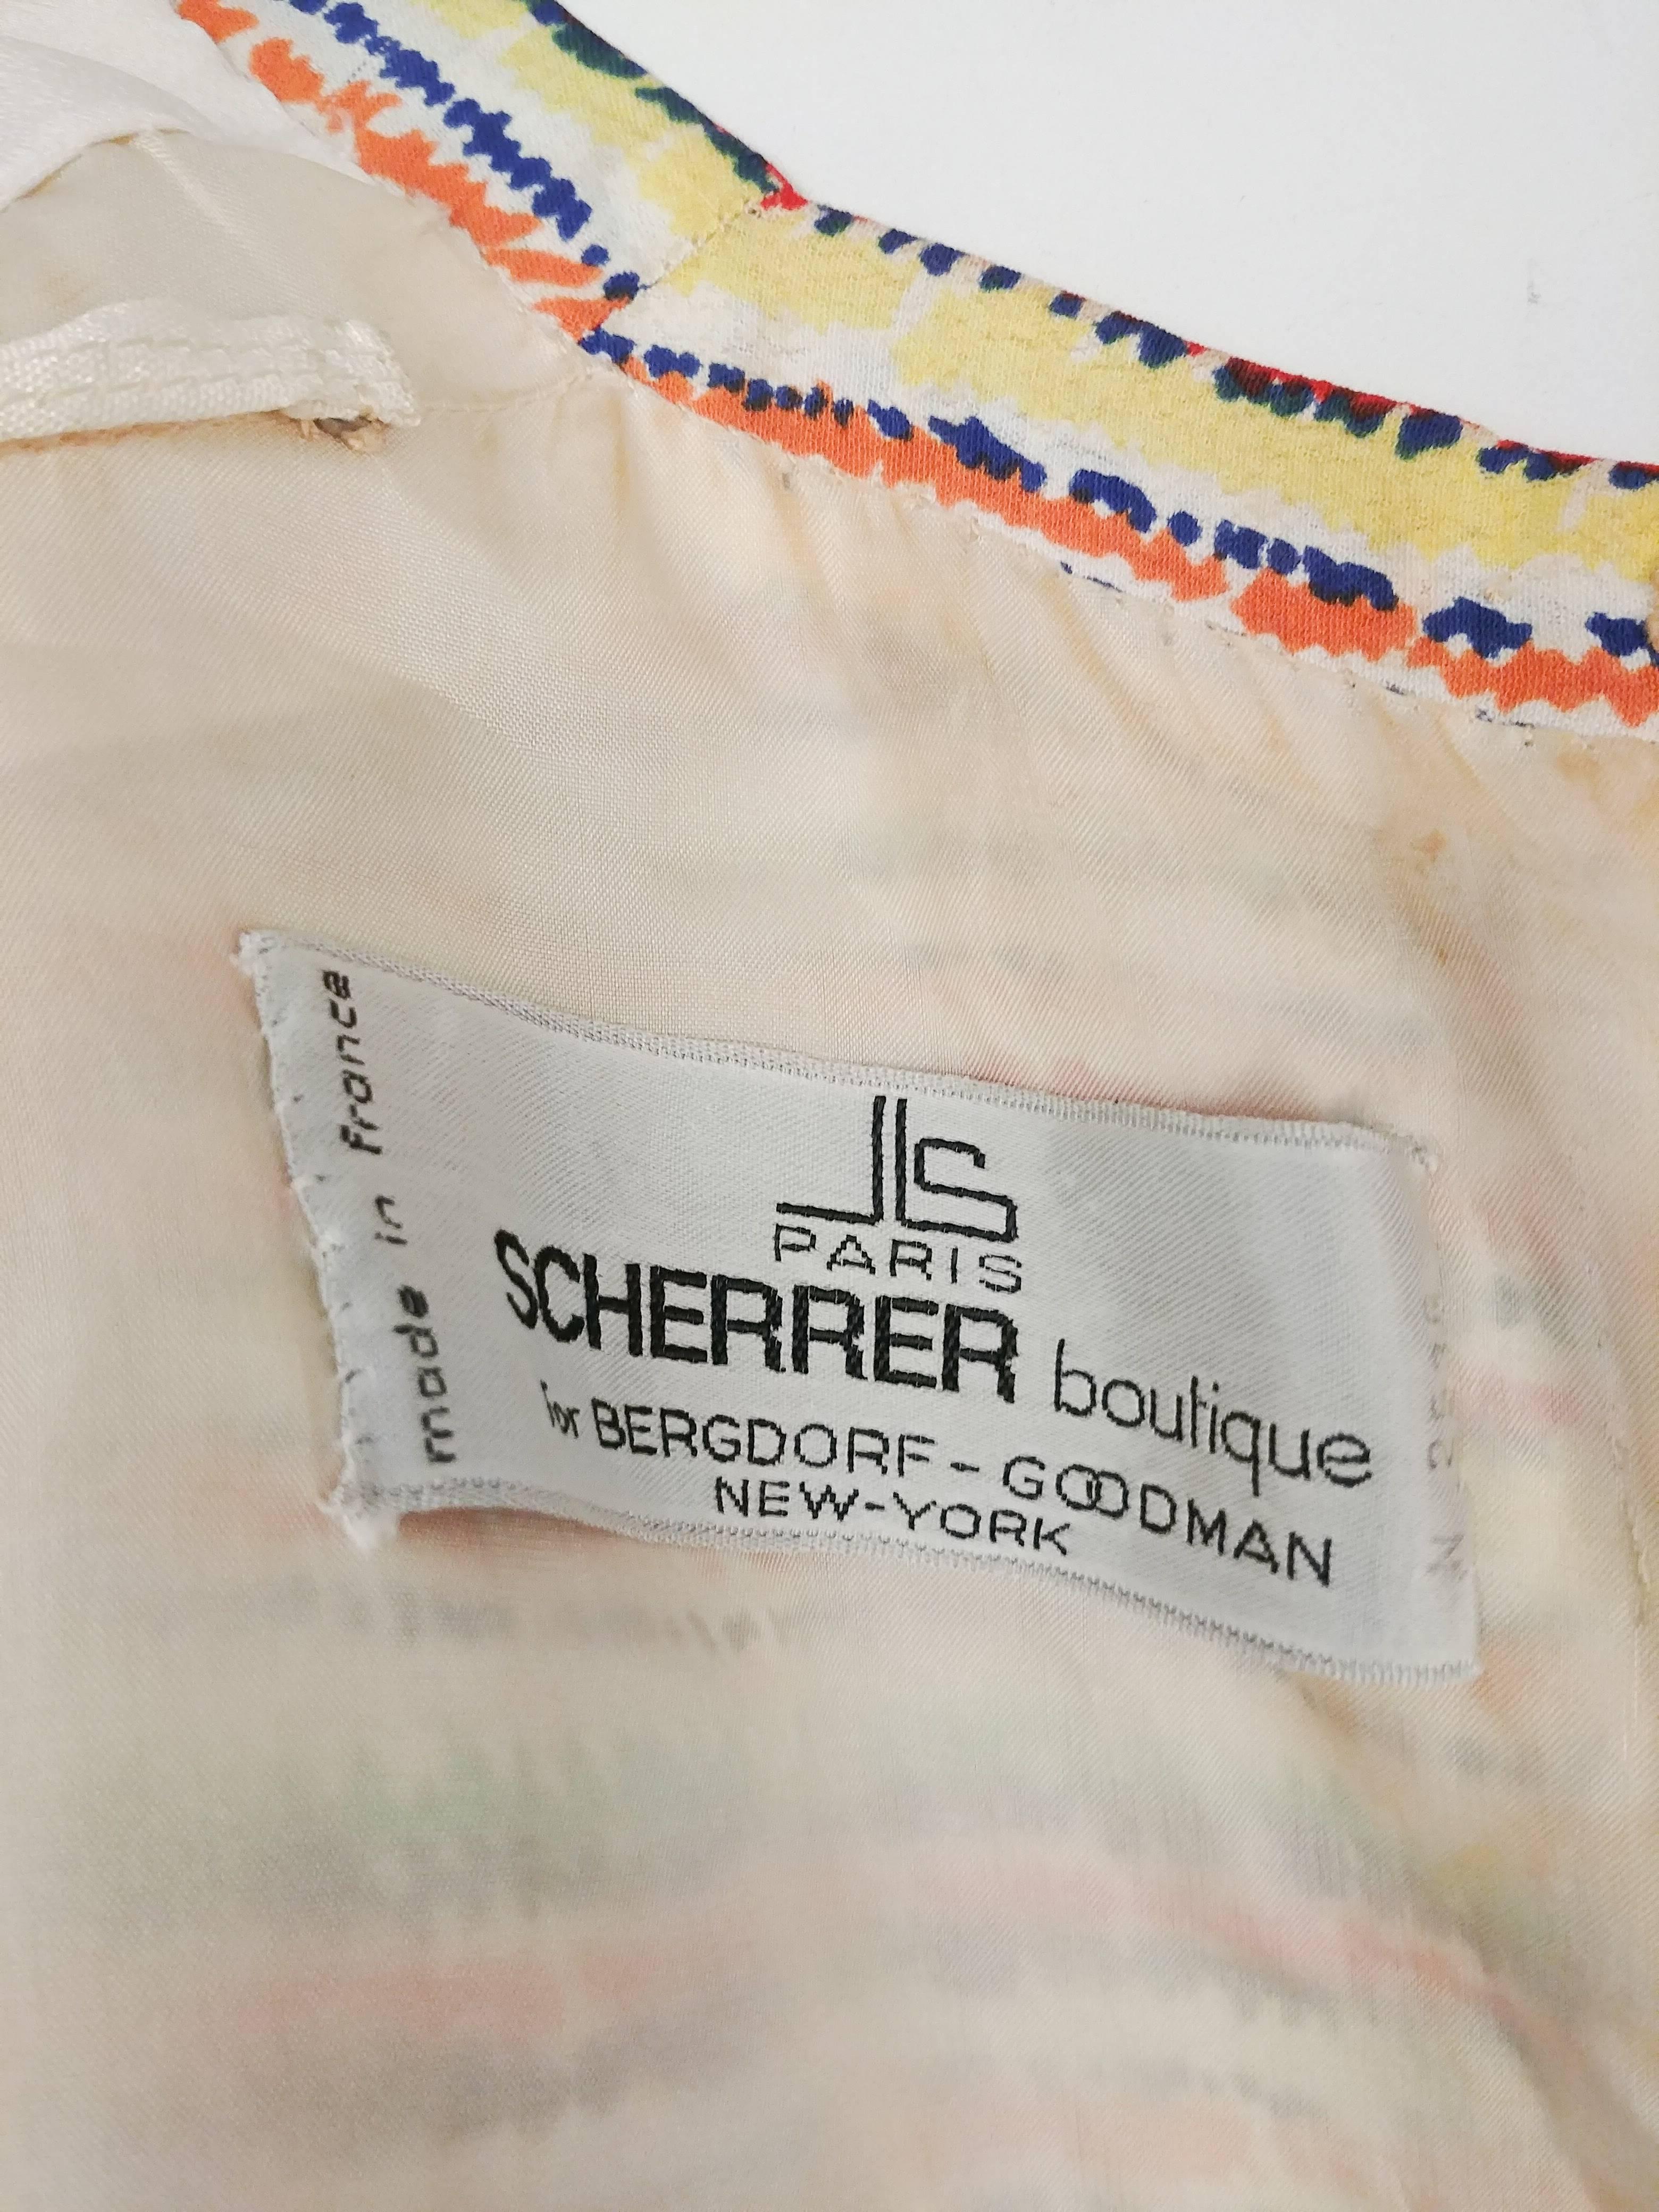 made in france
JLS
PARIS
SCHERRER boutique
for BERGDORF - GOODMAN
NEW-YORK